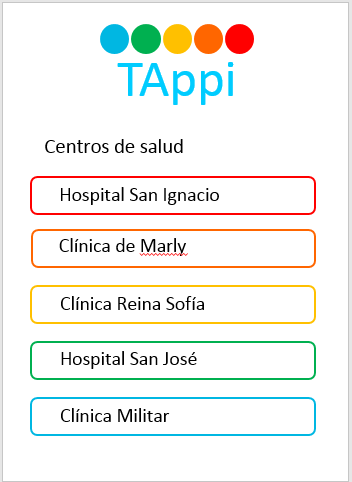 TAppi
Centros de salud
Hospital San Ignacio
Clínica de Marly
Clínica Reina Sofía
Hospital San José
Clínica Militar